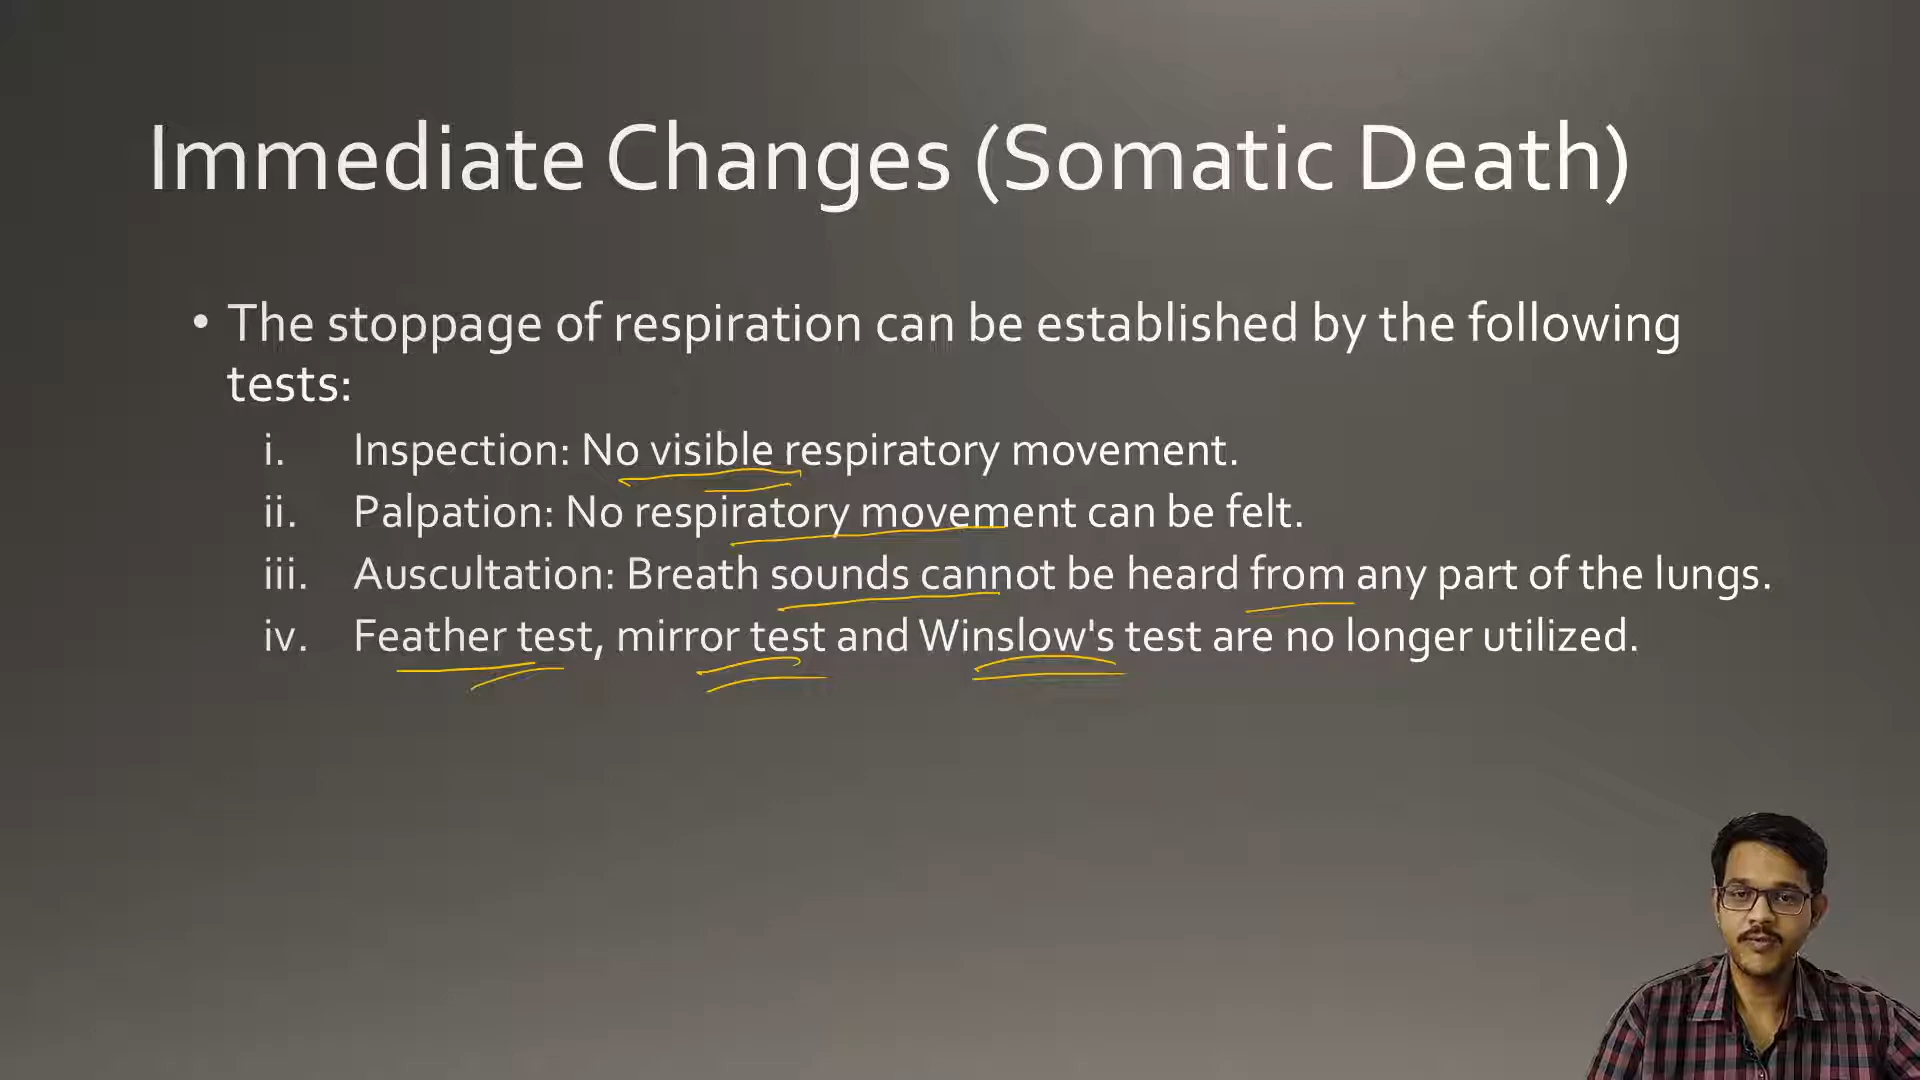 Immediate Changes (Somatic Death)
• The stoppage of respiration can be established by the following
tests:
i. Inspection: No visible respiratory movement.
ii. Palpation: No respiratory movement can be felt.
iii. Auscultation: Breath sounds cannot be heard from any part of the lungs.
iv. Feather test, mirror test and Winslow's test are no longer utilized.